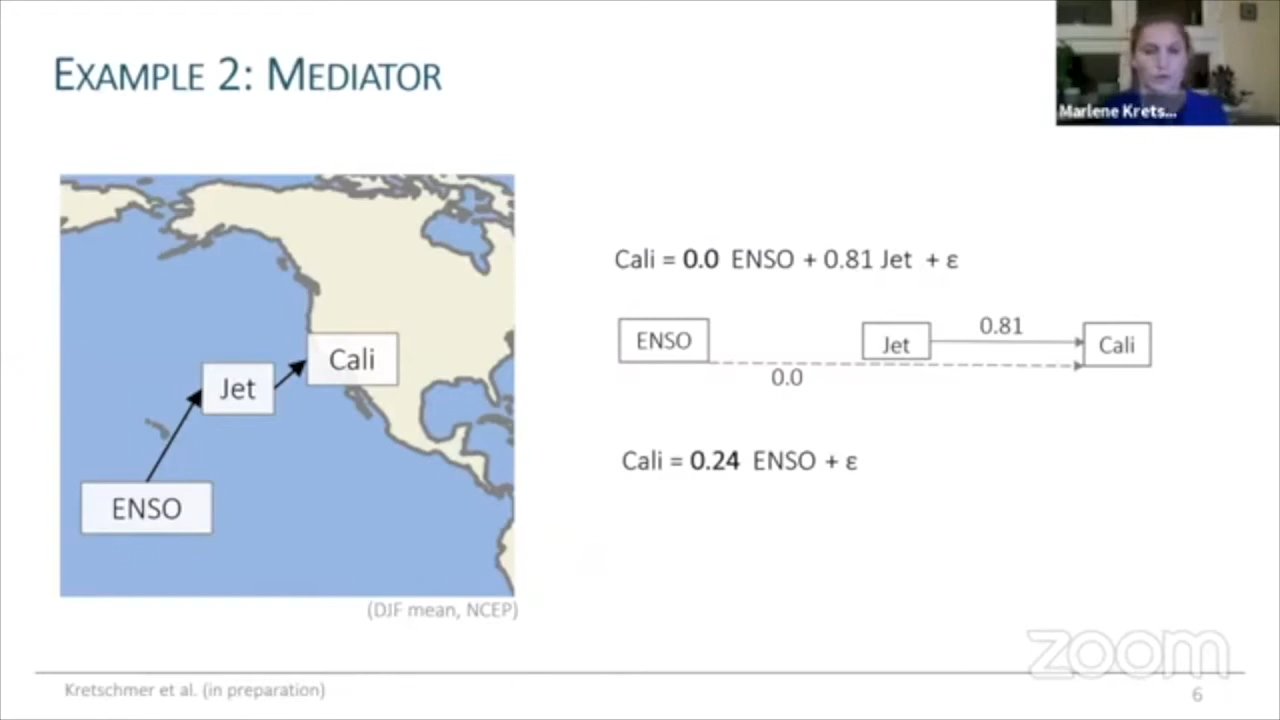 EXAMPLE 2: MEDIATOR
Marlene Krets...
Cali = 0.0 ENSO + 0.81 Jet + ε
ENSO
Jet
0.81
Cali
0.0
Cali
Jet
ENSO
Cali = 0.24 ENSO + ε
(DJF mean, NCEP)
zoom
Kretschmer et al. (in preparation)
6